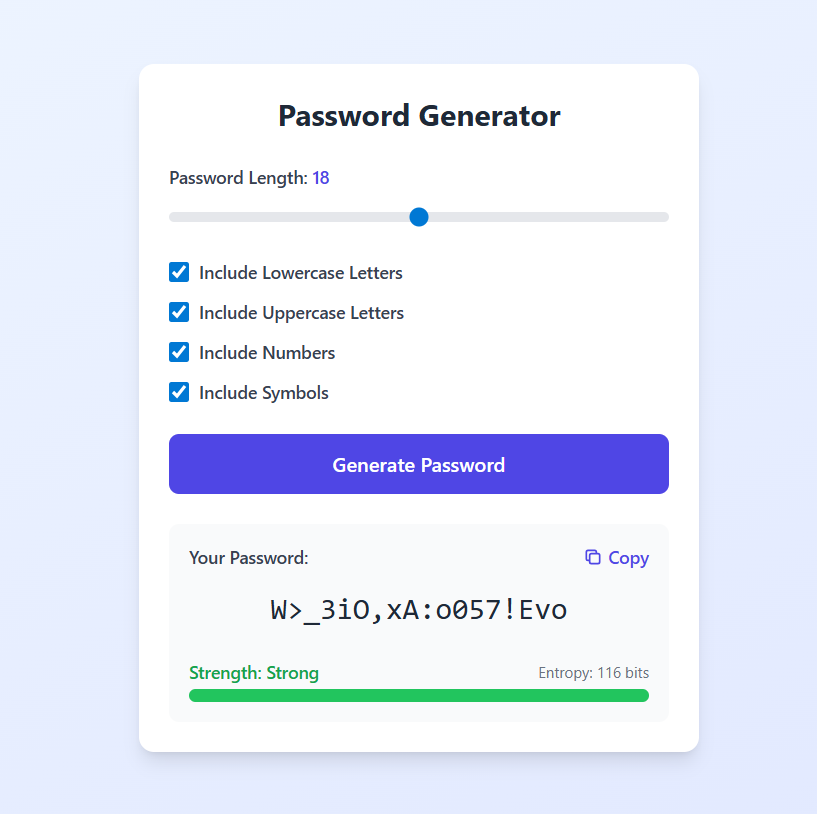 Password Generator
Password Length: 18
Include Lowercase Letters
Include Uppercase Letters
Include Numbers
Include Symbols
Generate Password
Your Password: Copy
W>_3iO,xA:o057!Evo
Strength: Strong Entropy: 116 bits